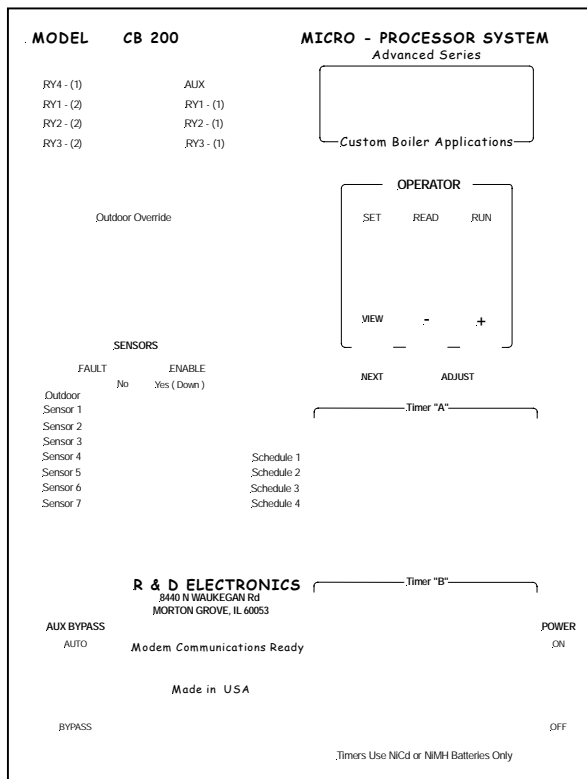 MODEL CB 200
MICRO - PROCESSOR SYSTEM
Advanced Series
RY4 - (1) AUX
RY1 - (2) RY1 - (1)
RY2 - (2) RY2 - (1)
RY3 - (2) RY3 - (1)
Custom Boiler Applications
OPERATOR
SET READ RUN
Outdoor Override
VIEW - +
NEXT ADJUST
SENSORS
FAULT ENABLE
No Yes ( Down )
Outdoor
Sensor 1
Sensor 2
Sensor 3
Sensor 4
Sensor 5
Sensor 6
Sensor 7
Schedule 1
Schedule 2
Schedule 3
Schedule 4
Timer "A"
Timer "B"
R & D ELECTRONICS
8440 N WAUKEGAN Rd
MORTON GROVE, IL 60053
AUX BYPASS
AUTO
Modem Communications Ready
Made in USA
BYPASS
POWER
ON
OFF
Timers Use NiCd or NiMH Batteries Only